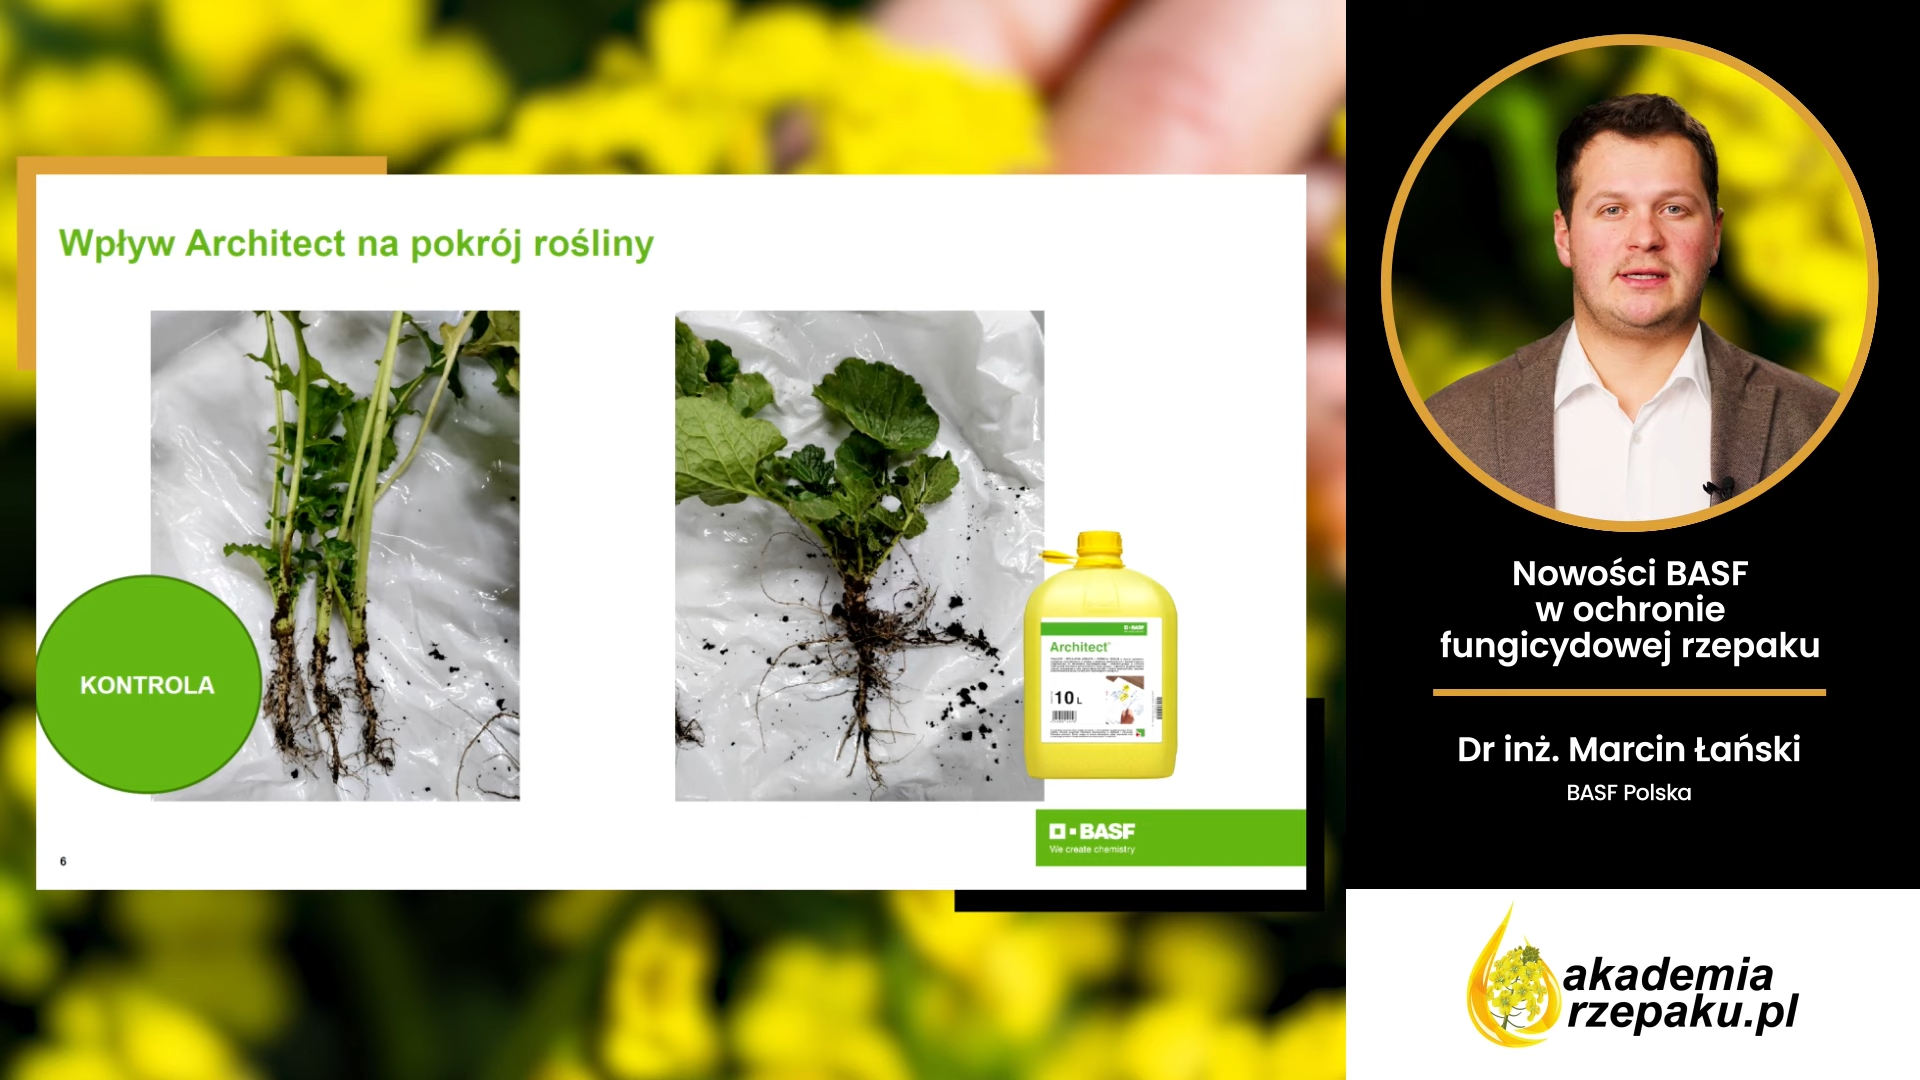 Wpływ Architect na pokrój rośliny
KONTROLA
BASF
Architect
10 L
BASF
We create chemistry
6
Nowości BASF
w ochronie
fungicydowej rzepaku
Dr inż. Marcin Łański
BASF Polska
akademia
rzepaku.pl